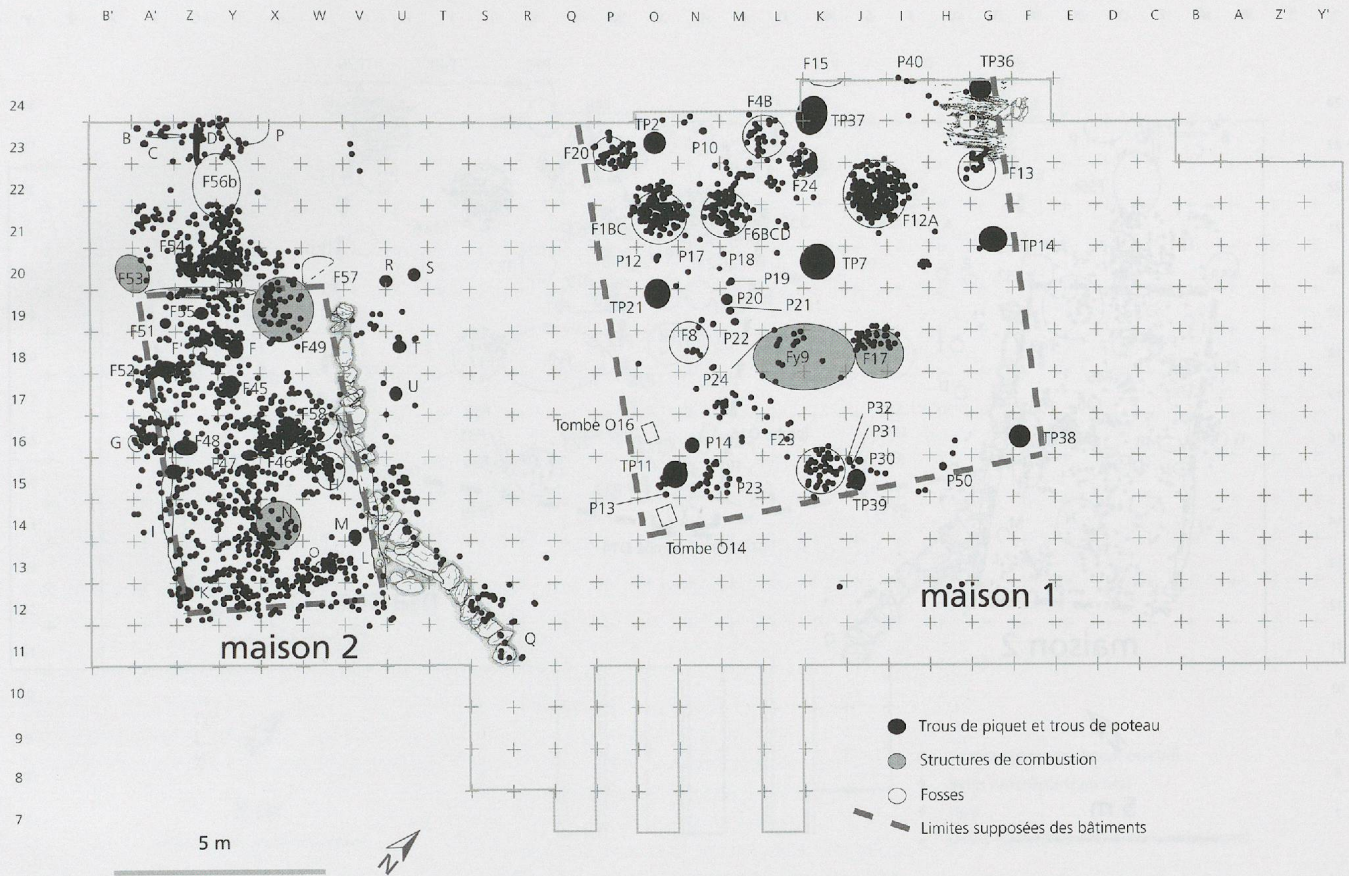 B' A' Z Y X W V U T S R Q P O N M L K J I H G F E D C B A Z' Y'
F15 P40 TP36
24
F4B
TP37
B D P TP2
C F20 P10
23
F24 F13
22
F56b
F12A
21
F1BC F6BCD
F54 TP14
P12 P17 P18 TP7
20
F53 F57 R S P19
F50
P20
TP21 P21
19
F55
F51
F8 P22
18
F F49 T Fy9 F17
F52 P24
F45 U
17
F58 Tombe O16 P32
F23 P31
16
G F48 P14 TP38
F47 F46 TP11 P30
15
H P23 P50
P13 TP39
14
N M
I Tombe O14
O L
13
K maison 1
12
maison 2 Q
11
10
9
8
7
Trous de piquet et trous de poteau
Structures de combustion
Fosses
Limites supposées des bâtiments
5 m
N